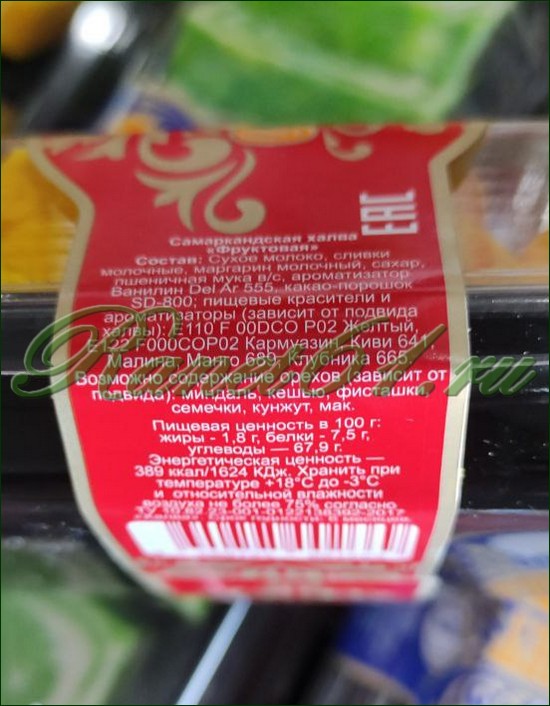 ЕАС
Самаркандская халва
«Фруктовая»
Состав: Сухое молоко, сливки
молочные, маргарин молочный, сахар,
пшеничная мука в/с, ароматизатор
Ванилин Del'Ar 555, какао-порошок
SD-800; пищевые красители и
ароматизаторы (зависит от подвида
халвы): Е110 F 00DCO P02 Желтый,
Е122 F000COP02 Кармуазин, Киви 641
Малина, Манго 689, Клубника 665.
Возможно содержание орехов (зависит от
подвида): миндаль, кешью, фисташки
семечки, кунжут, мак.
Пищевая ценность в 100 г:
жиры - 1,8 г, белки - 7,5 г,
углеводы — 67,9 г.
Энергетическая ценность —
389 ккал/1624 КДж. Хранить при
температуре +18°С до -3°С
и относительной влажности
воздуха не более 75% согласно